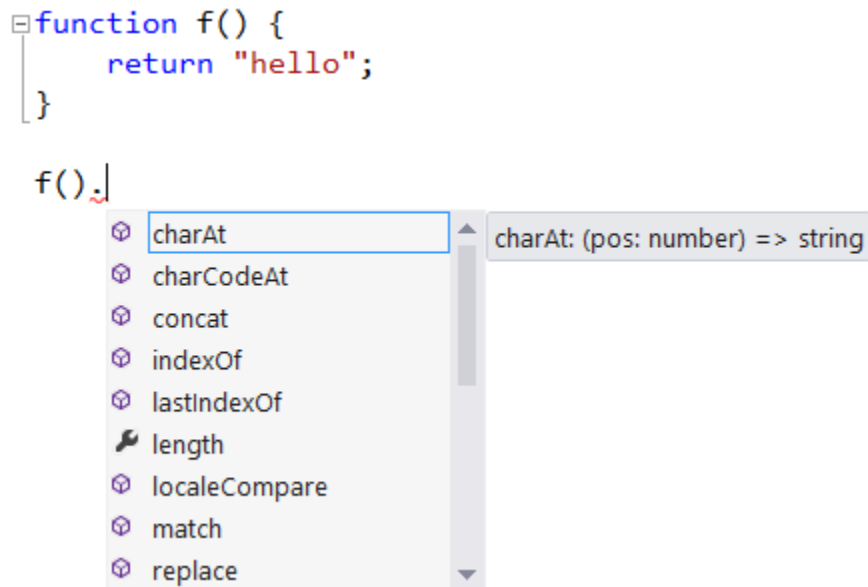 function f() {
return "hello";
}
f().
charAt
charAt: (pos: number) => string
charCodeAt
concat
indexOf
lastIndexOf
length
localeCompare
match
replace